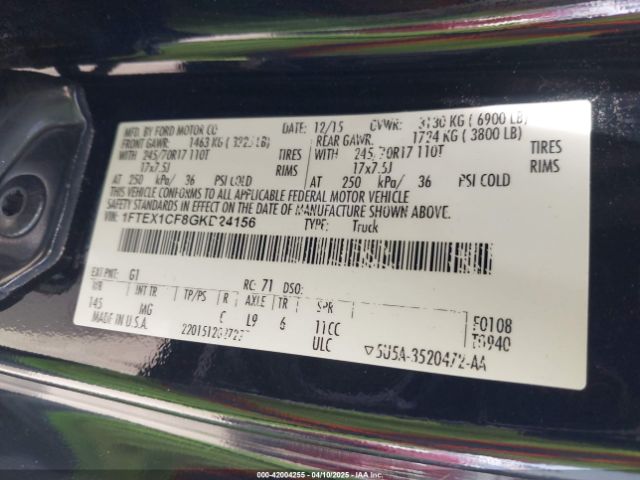 MFD. BY FORD MOTOR CO
DATE: 12/15 GVWR: 3130 KG ( 6900 LB)
FRONT GAWR: 1463 KG LB) REAR GAWR: 1724 KG ( 3800 LB)
WITH 245/70R17 110T TIRES WITH 245/70R17 110T TIRES
17x7.5J RIMS 17x7.5J RIMS
AT 250 kPa/ 36 PSI COLD AT 250 kPa/ 36 PSI COLD
THIS VEHICLE CONFORMS TO ALL APPLICABLE FEDERAL MOTOR VEHICLE
SAFETY STANDARDS IN EFFECT ON THE DATE OF MANUFACTURE SHOWN ABOVE.
VIN: 1FTEX1CF8GKD24156 TYPE: Truck
EXT PNT: G1 RC: 71 DSO:
WB INT TR TP/PS R AXLE TR SPR F0108
145 MG C L9 6 11CC
MADE IN U.S.A. ULC ▽5U5A-3520472-AA
000-42004255 - 04/10/2025 - IAAI.COM